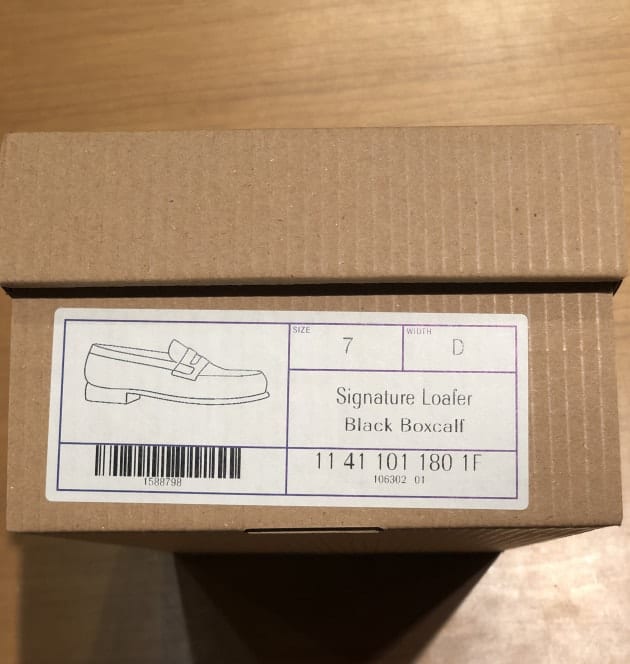 SIZE
7
WIDTH
D
Signature Loafer
Black Boxcalf
1588798
11 41 101 180 1F
106302 01